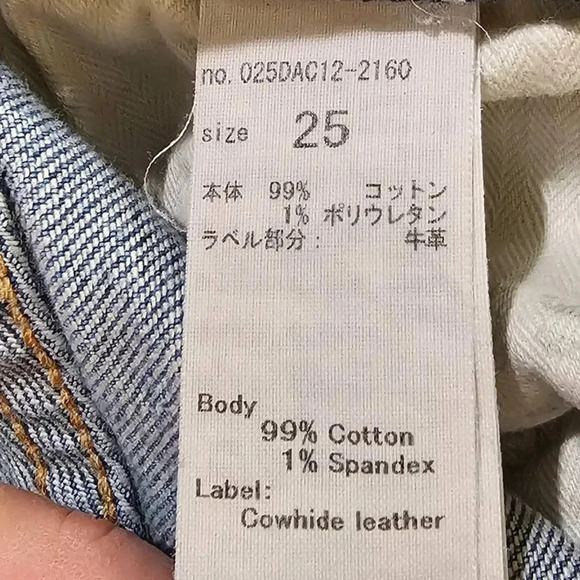 no. 025DAC12-2160
size 25
本体 99% コットン
1% ポリウレタン
ラベル部分： 牛革
Body
99% Cotton
1% Spandex
Label:
Cowhide leather